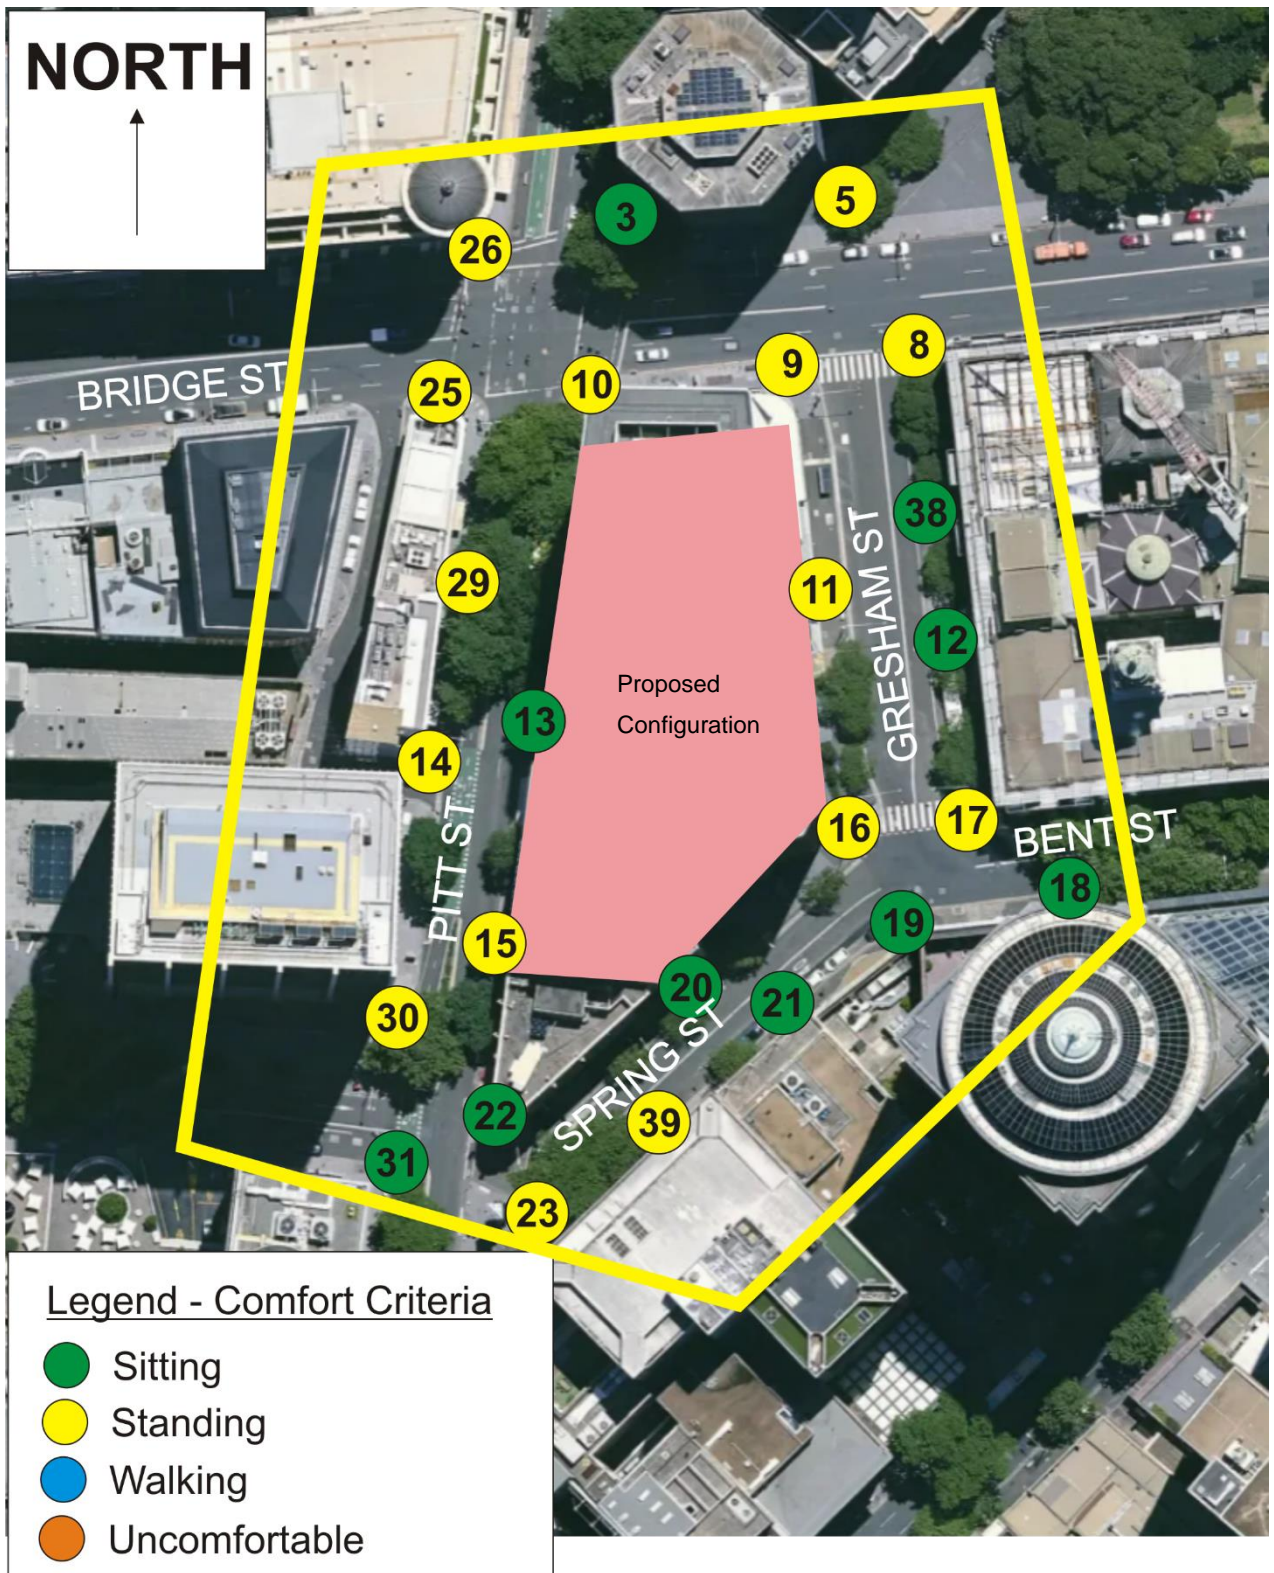 NORTH
3
5
26
8
9
BRIDGE ST
25
10
38
29
11
GRESHAM ST
12
Proposed
Configuration
13
14
16
17
BENT ST
PITT ST
18
19
15
20
21
30
SPRING ST
22
39
31
23
Legend - Comfort Criteria
Sitting
Standing
Walking
Uncomfortable